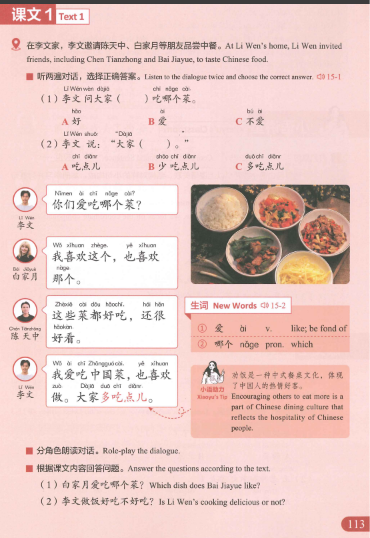 课文 1 Text 1
在李文家，李文邀请陈天中、白家月等朋友品尝中餐。At Li Wen's home, Li Wen invited
friends, including Chen Tianzhong and Bai Jiayue, to taste Chinese food.
听两遍对话，选择正确答案。Listen to the dialogue twice and choose the correct answer. 15-1
Lǐ Wén wèn dàjiā chī nǎge cài.
（1）李文 问大家（ ）吃哪个菜。
hǎo ài bú ài
A 好 B 爱 C 不爱
Lǐ Wén shuō: "Dàjiā ."
（2）李文 说：“大家（ ）。”
chī diǎnr shǎo chī diǎnr duō chī diǎnr
A 吃点儿 B 少吃点儿 C 多吃点儿
Nǐmen ài chī nǎge cài?
你们爱吃哪个菜？
Lǐ Wén
李文
Wǒ xǐhuan zhège, yě xǐhuan
我喜欢这个，也喜欢
nàge.
那个。
Bái Jiāyuè
白家月
Zhèxiē cài dōu hǎochī, hái hěn
这些菜都好吃，还很
hǎokàn.
好看。
Chén Tiānzhōng
陈天中
Wǒ ài chī Zhōngguócài, yě xǐhuan
我爱吃中国菜，也喜欢
zuò. Dàjiā duō chī diǎnr.
做。大家多吃点儿。
Lǐ Wén
李文
生词 New Words 15-2
① 爱 ài v. like; be fond of
② 哪个 nǎge pron. which
小语助力
Xiaoyu's Tip
劝饭是一种中式餐桌文化，体现
了中国人的热情好客。
Encouraging others to eat more is a
part of Chinese dining culture that
reflects the hospitality of Chinese
people.
分角色朗读对话。Role-play the dialogue.
根据课文内容回答问题。Answer the questions according to the text.
（1）白家月爱吃哪个菜？Which dish does Bai Jiayue like?
（2）李文做饭好吃不好吃？Is Li Wen's cooking delicious or not?
113